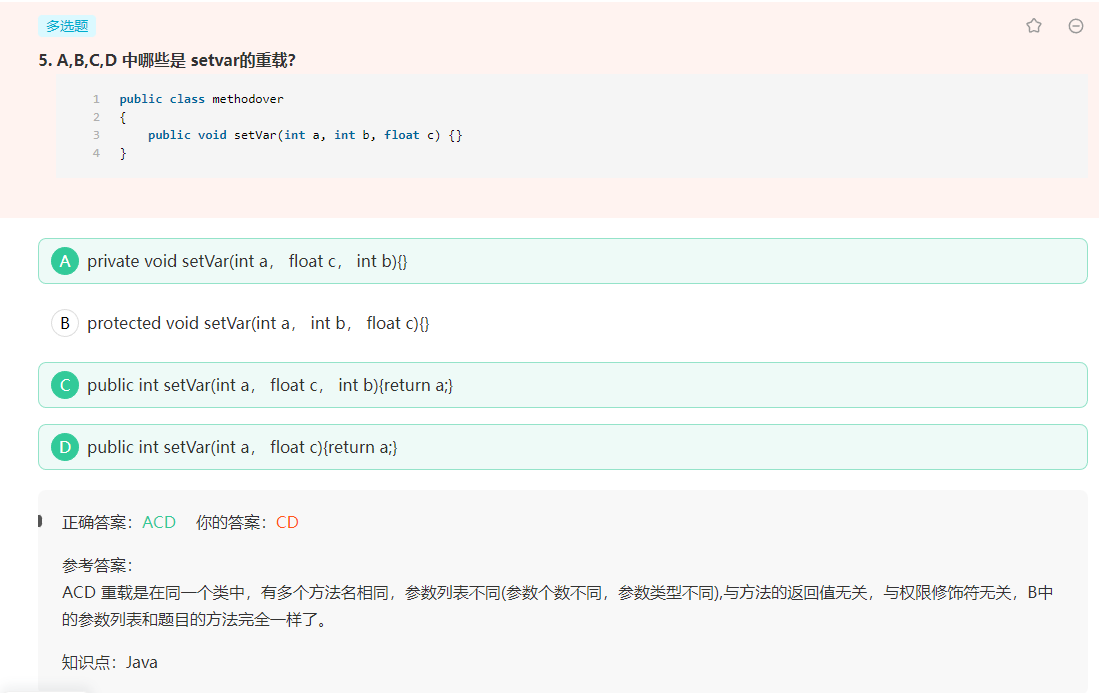 多选题
5. A,B,C,D 中哪些是 setvar的重载?
1 public class methodover
2 {
3 public void setVar(int a, int b, float c) {}
4 }
A private void setVar(int a， float c， int b){}
B protected void setVar(int a， int b， float c){}
C public int setVar(int a， float c， int b){return a;}
D public int setVar(int a， float c){return a;}
正确答案：ACD 你的答案：CD
参考答案：
ACD 重载是在同一个类中，有多个方法名相同，参数列表不同(参数个数不同，参数类型不同),与方法的返回值无关，与权限修饰符无关，B中
的参数列表和题目的方法完全一样了。
知识点：Java